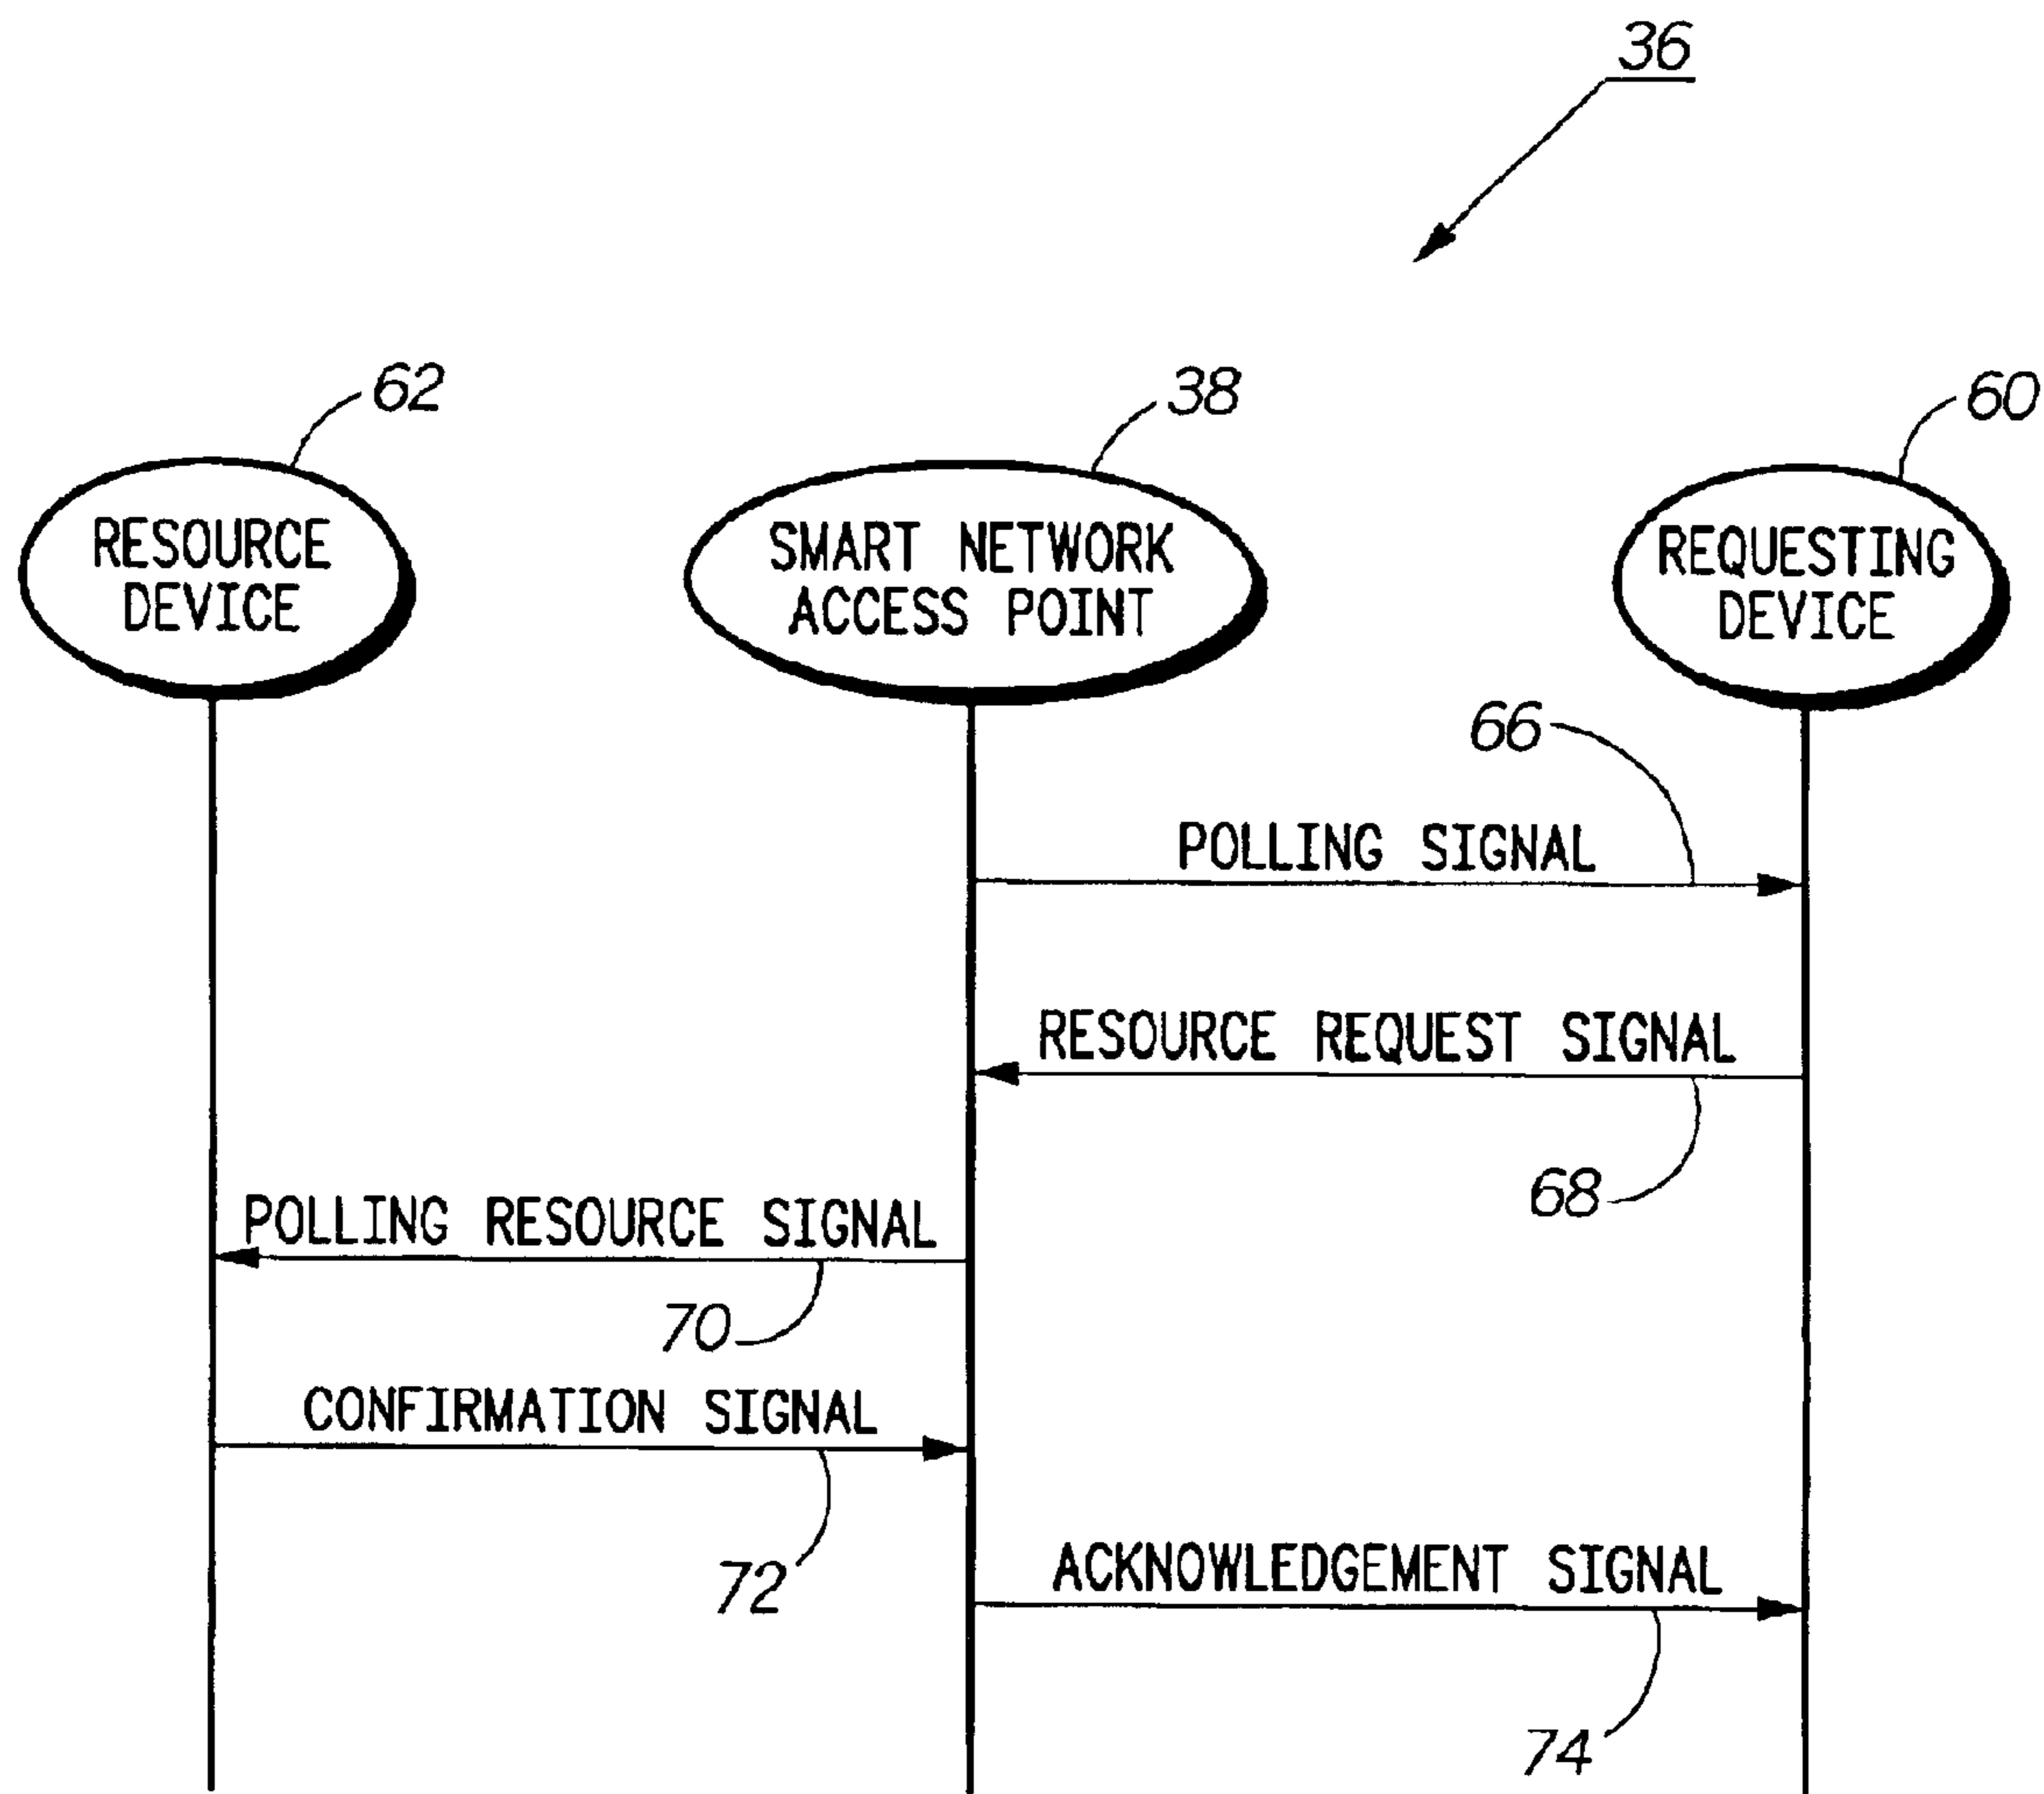 36
62
38
60
RESOURCE
DEVICE
SMART NETWORK
ACCESS POINT
REQUESTING
DEVICE
66
POLLING SIGNAL
RESOURCE REQUEST SIGNAL
68
POLLING RESOURCE SIGNAL
70
CONFIRMATION SIGNAL
72
ACKNOWLEDGEMENT SIGNAL
74